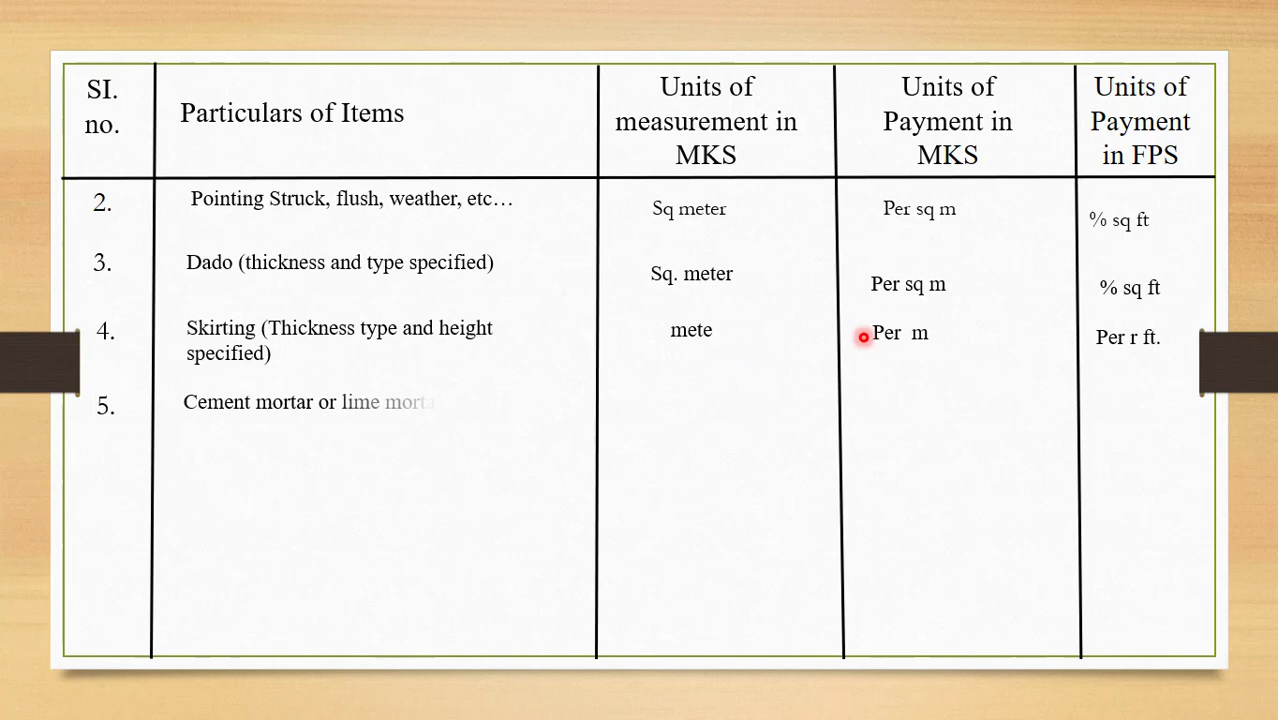 SI. no.
Particulars of Items
Units of measurement in MKS
Units of Payment in MKS
Units of Payment in FPS
2. Pointing Struck, flush, weather, etc… Sq meter Per sq m % sq ft
3. Dado (thickness and type specified) Sq. meter Per sq m % sq ft
4. Skirting (Thickness type and height specified) mete Per m Per r ft.
5. Cement mortar or lime morta